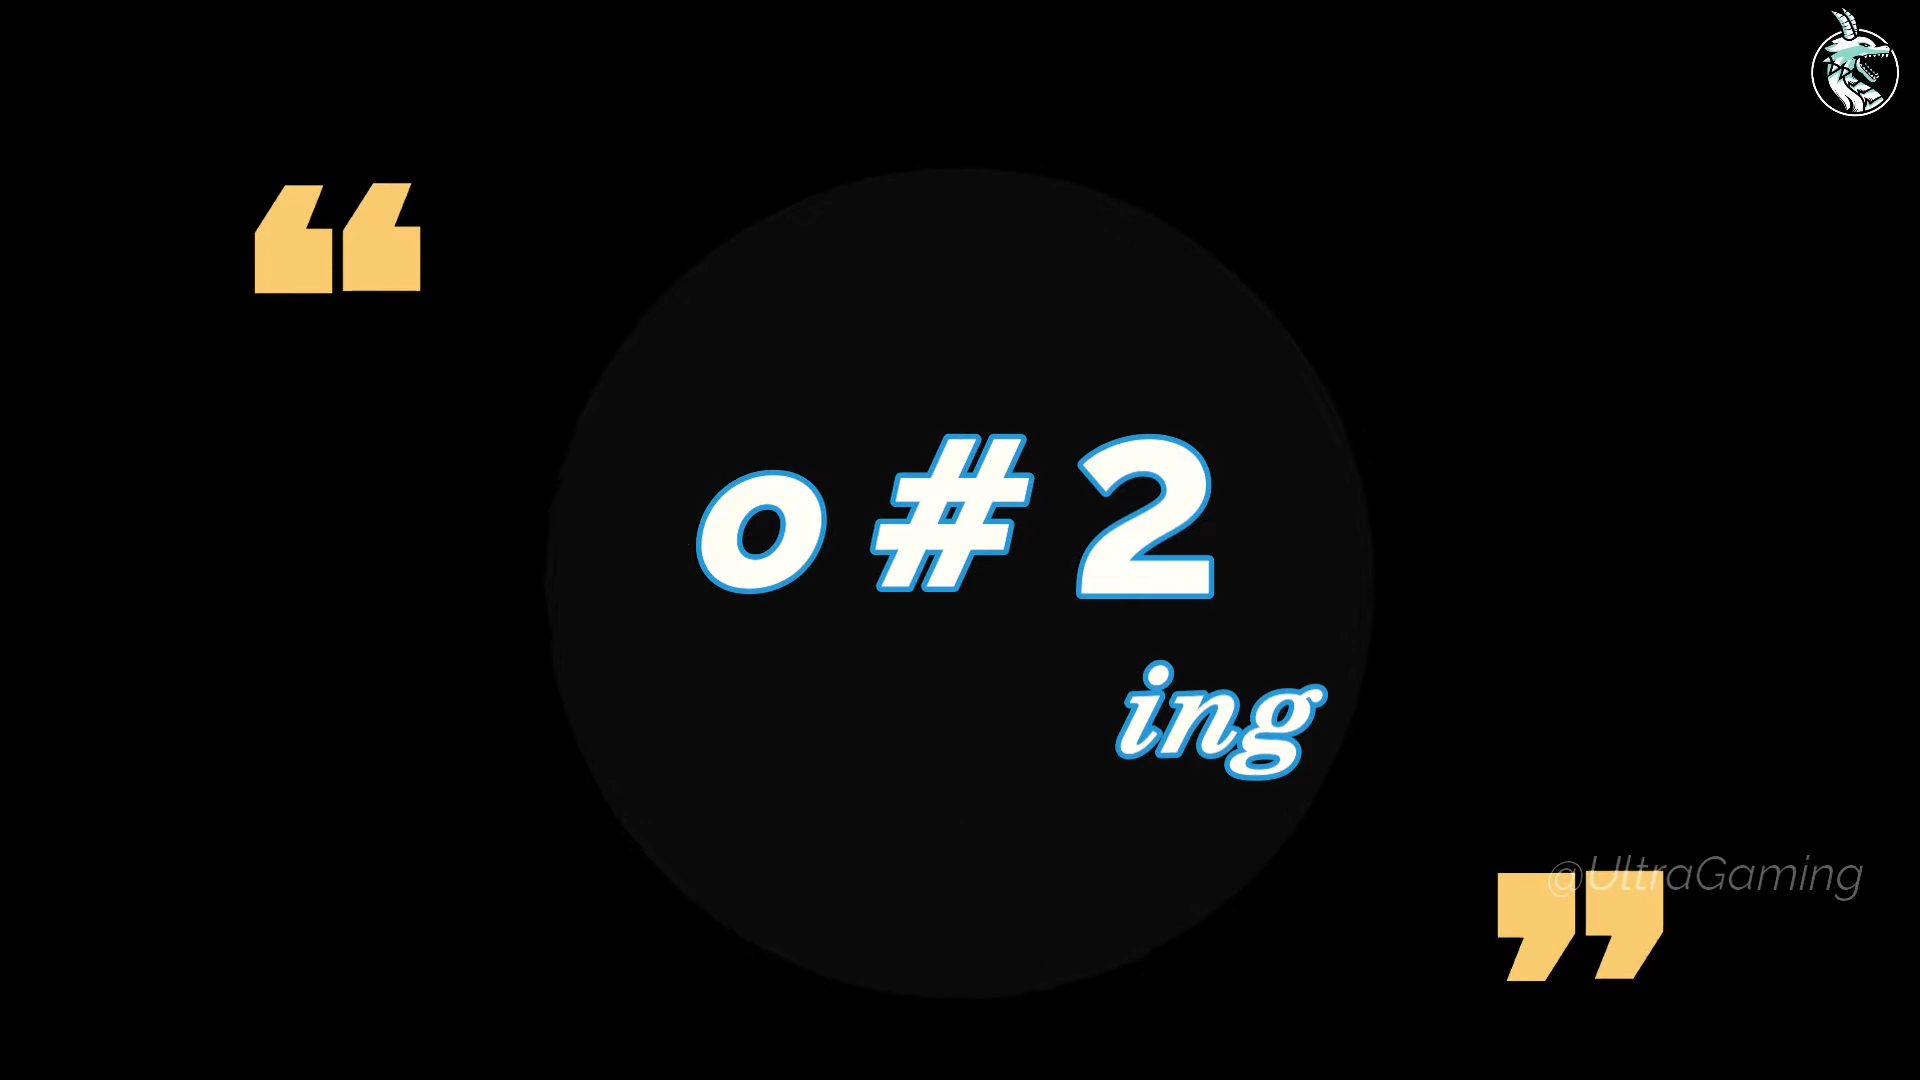 “
o # 2
ing
@UltraGaming
”